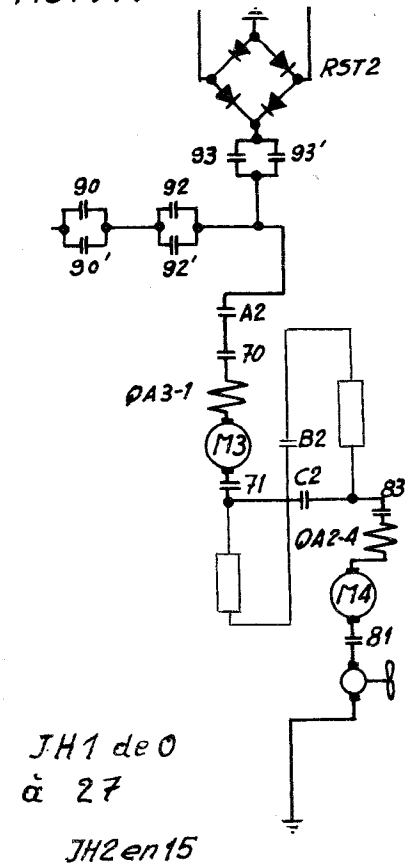 RST2
93 93'
90
92
90'
92'
A2
70
QA3-1
M3
B2
71
C2
83
QA2-4
M4
81
JH1 de 0
à 27
JH2 en 15